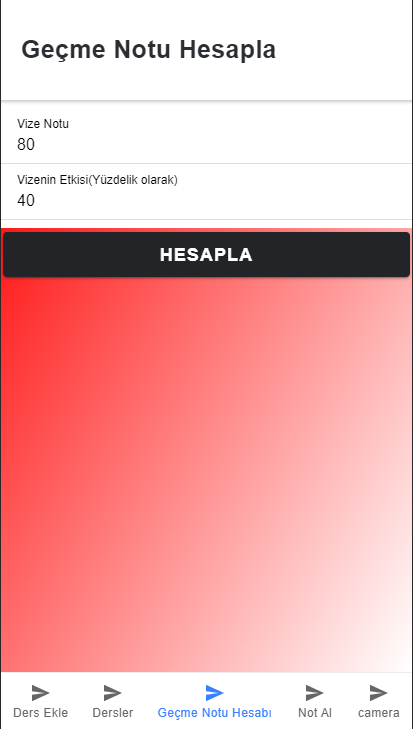 Geçme Notu Hesapla
Vize Notu
80
Vizenin Etkisi(Yüzdelik olarak)
40
HESAPLA
Ders Ekle
Dersler
Geçme Notu Hesabı
Not Al
camera